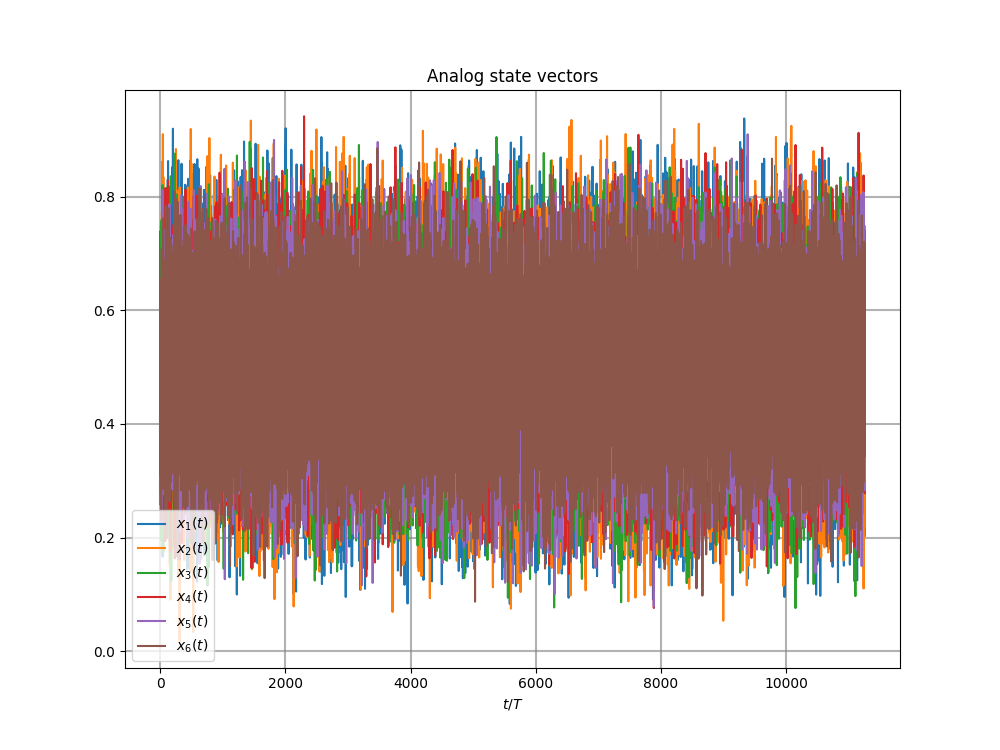 Analog state vectors
0.8
0.6
0.4
0.2
0.0
x₁(t)
x₂(t)
x₃(t)
x₄(t)
x₅(t)
x₆(t)
0 2000 4000 6000 8000 10000
t/T